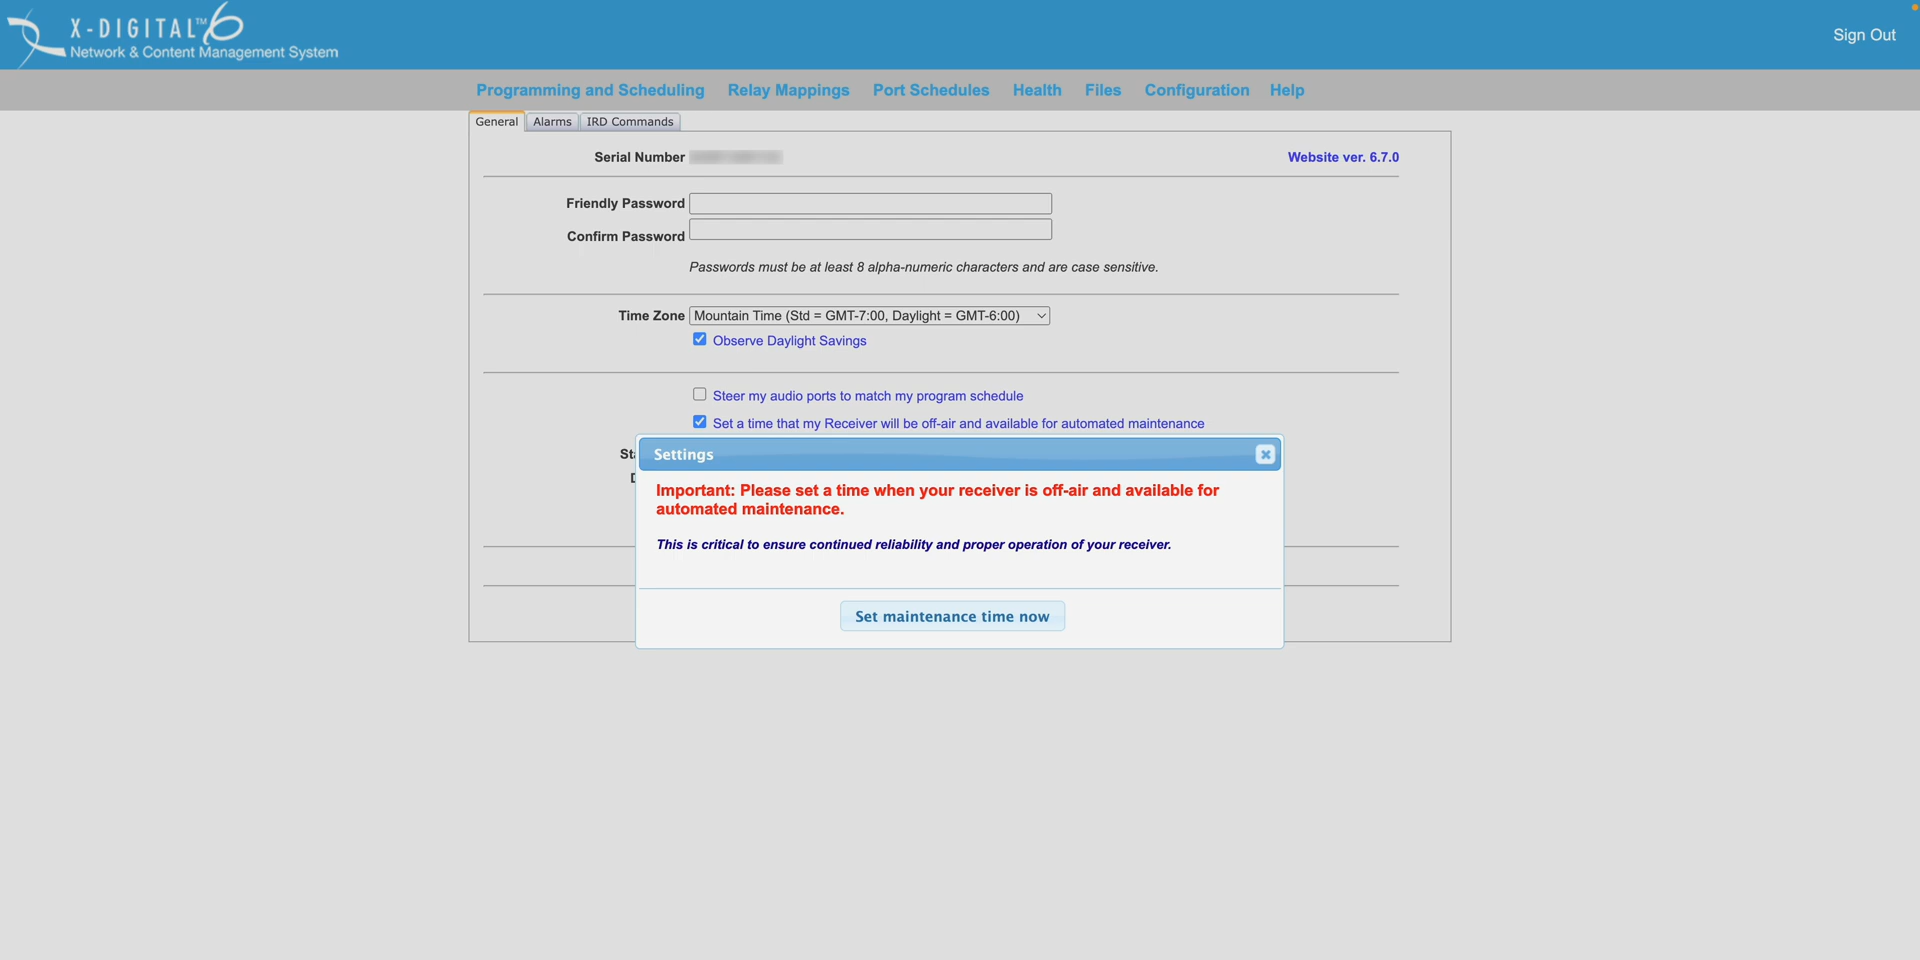 X-DIGITAL™6
Network & Content Management System
Sign Out
Programming and Scheduling Relay Mappings Port Schedules Health Files Configuration Help
General Alarms IRD Commands
Serial Number
Website ver. 6.7.0
Friendly Password
Confirm Password
Passwords must be at least 8 alpha-numeric characters and are case sensitive.
Time Zone Mountain Time (Std = GMT-7:00, Daylight = GMT-6:00)
Observe Daylight Savings
Steer my audio ports to match my program schedule
Set a time that my Receiver will be off-air and available for automated maintenance
Settings
Important: Please set a time when your receiver is off-air and available for
automated maintenance.
This is critical to ensure continued reliability and proper operation of your receiver.
Set maintenance time now